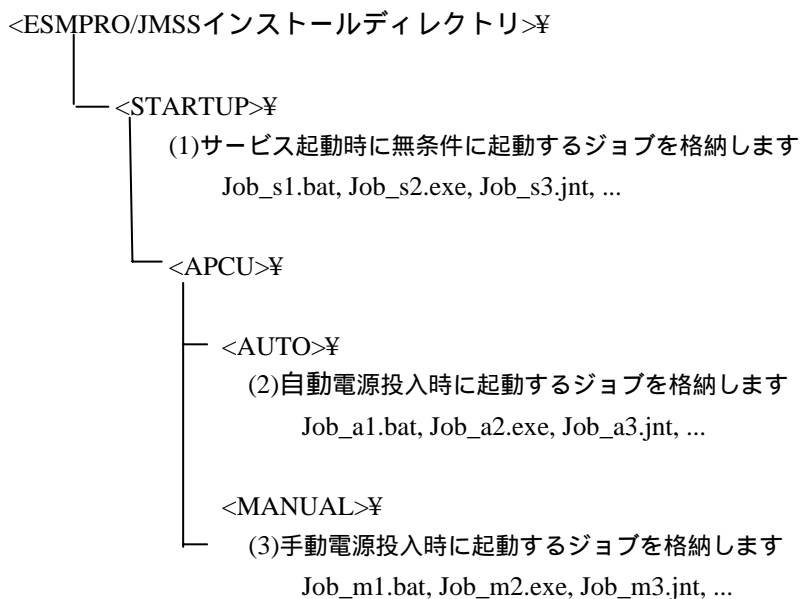 <ESMPRO/JMSSインストールディレクトリ>¥
<STARTUP>¥
(1)サービス起動時に無条件に起動するジョブを格納します
Job_s1.bat, Job_s2.exe, Job_s3.jnt, ...
<APCU>¥
<AUTO>¥
(2)自動電源投入時に起動するジョブを格納します
Job_a1.bat, Job_a2.exe, Job_a3.jnt, ...
<MANUAL>¥
(3)手動電源投入時に起動するジョブを格納します
Job_m1.bat, Job_m2.exe, Job_m3.jnt, ...